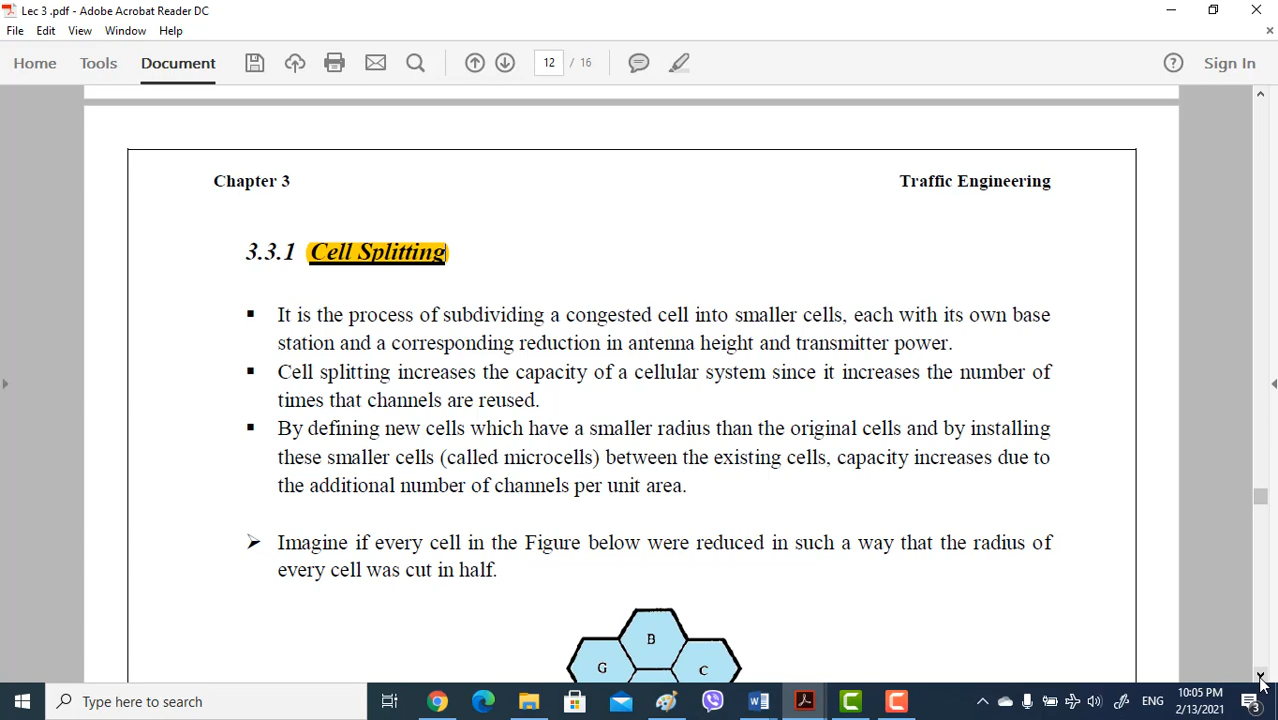 Lec 3 .pdf - Adobe Acrobat Reader DC
File Edit View Window Help
Home Tools Document 12 / 16 Sign In
Chapter 3 Traffic Engineering
3.3.1 Cell Splitting
▪ It is the process of subdividing a congested cell into smaller cells, each with its own base
station and a corresponding reduction in antenna height and transmitter power.
▪ Cell splitting increases the capacity of a cellular system since it increases the number of
times that channels are reused.
▪ By defining new cells which have a smaller radius than the original cells and by installing
these smaller cells (called microcells) between the existing cells, capacity increases due to
the additional number of channels per unit area.
➢ Imagine if every cell in the Figure below were reduced in such a way that the radius of
every cell was cut in half.
B
G C
Type here to search ENG 10:05 PM
2/13/2021 3